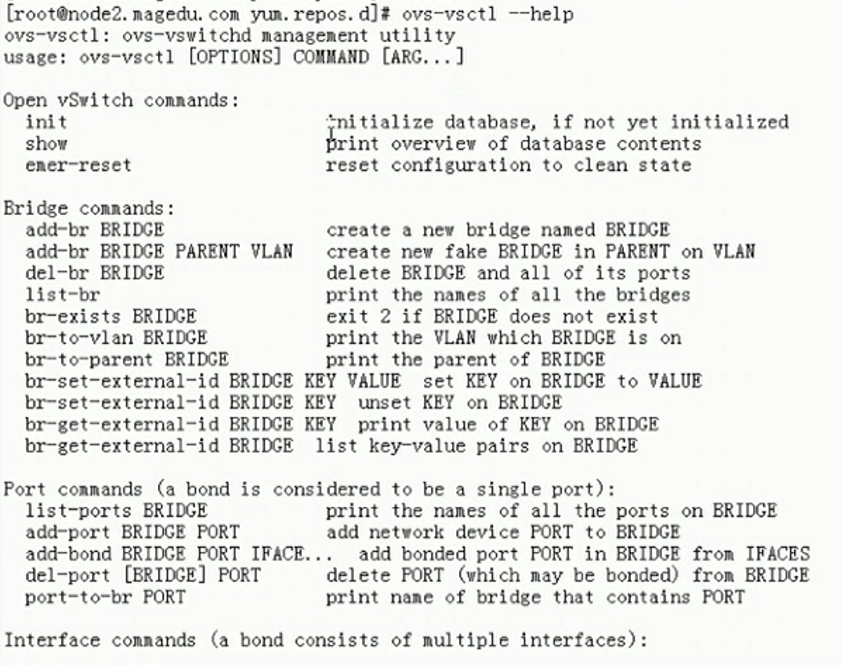 [root@node2.magedu.com yum.repos.d]# ovs-vsctl --help
ovs-vsctl: ovs-vswitchd management utility
usage: ovs-vsctl [OPTIONS] COMMAND [ARG...]
Open vSwitch commands:
init initialize database, if not yet initialized
show print overview of database contents
emer-reset reset configuration to clean state
Bridge commands:
add-br BRIDGE create a new bridge named BRIDGE
add-br BRIDGE PARENT VLAN create new fake BRIDGE in PARENT on VLAN
del-br BRIDGE delete BRIDGE and all of its ports
list-br print the names of all the bridges
br-exists BRIDGE exit 2 if BRIDGE does not exist
br-to-vlan BRIDGE print the VLAN which BRIDGE is on
br-to-parent BRIDGE print the parent of BRIDGE
br-set-external-id BRIDGE KEY VALUE set KEY on BRIDGE to VALUE
br-set-external-id BRIDGE KEY unset KEY on BRIDGE
br-get-external-id BRIDGE KEY print value of KEY on BRIDGE
br-get-external-id BRIDGE list key-value pairs on BRIDGE
Port commands (a bond is considered to be a single port):
list-ports BRIDGE print the names of all the ports on BRIDGE
add-port BRIDGE PORT add network device PORT to BRIDGE
add-bond BRIDGE PORT IFACE... add bonded port PORT in BRIDGE from IFACES
del-port [BRIDGE] PORT delete PORT (which may be bonded) from BRIDGE
port-to-br PORT print name of bridge that contains PORT
Interface commands (a bond consists of multiple interfaces):